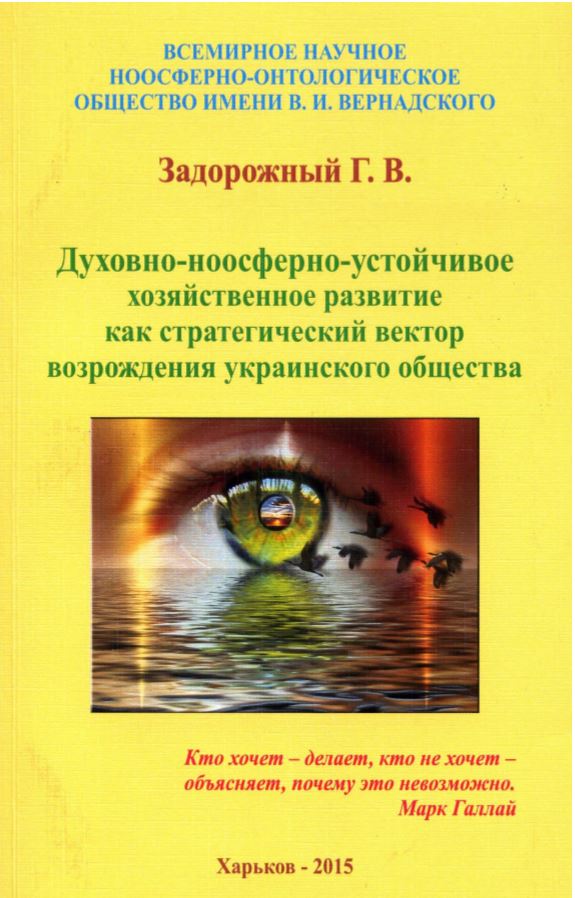 ВСЕМИРНОЕ НАУЧНОЕ
НООСФЕРНО-ОНТОЛОГИЧЕСКОЕ
ОБЩЕСТВО ИМЕНИ В. И. ВЕРНАДСКОГО
Задорожный Г. В.
Духовно-ноосферно-устойчивое
хозяйственное развитие
как стратегический вектор
возрождения украинского общества
Кто хочет – делает, кто не хочет –
объясняет, почему это невозможно.
Марк Галлай
Харьков - 2015